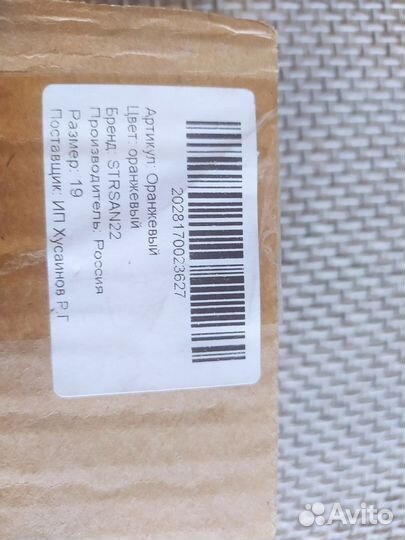 2028170023627
Артикул: Оранжевый
Цвет: оранжевый
Бренд: STRSAN22
Производитель: Россия
Размер: 19
Поставщик: ИП Хусаинов Р.Г
Avito